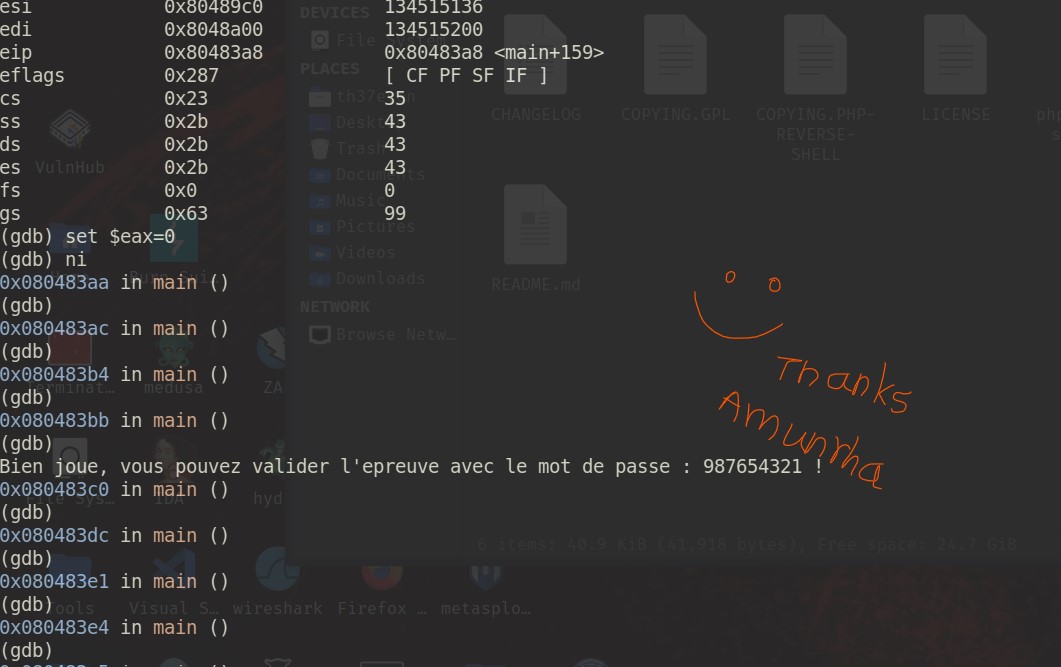 esi 0x80489c0 134515136
edi 0x8048a00 134515200
eip 0x80483a8 0x80483a8 <main+159>
eflags 0x287 [ CF PF SF IF ]
cs 0x23 35
ss 0x2b 43
ds 0x2b 43
es 0x2b 43
fs 0x0 0
gs 0x63 99
(gdb) set $eax=0
(gdb) ni
0x080483aa in main ()
(gdb)
0x080483ac in main ()
(gdb)
0x080483b4 in main ()
(gdb)
0x080483bb in main ()
(gdb)
Bien joue, vous pouvez valider l'epreuve avec le mot de passe : 987654321 !
0x080483c0 in main ()
(gdb)
0x080483dc in main ()
(gdb)
0x080483e1 in main ()
(gdb)
0x080483e4 in main ()
(gdb)
DEVICES
PLACES
Trash
Documents
Music
Pictures
Videos
Downloads
NETWORK
Browse Netw…
CHANGELOG
COPYING.GPL
COPYING.PHP-
REVERSE-
SHELL
LICENSE
README.md
6 items: 40.9 KiB (41,918 bytes), Free space: 24.7 GiB
VulnHub
Terminat…
medusa
ZA
File Sys…
IDA
hyd
Tools
Visual S…
wireshark
Firefox …
metasplo…
Thanks
Amunrha